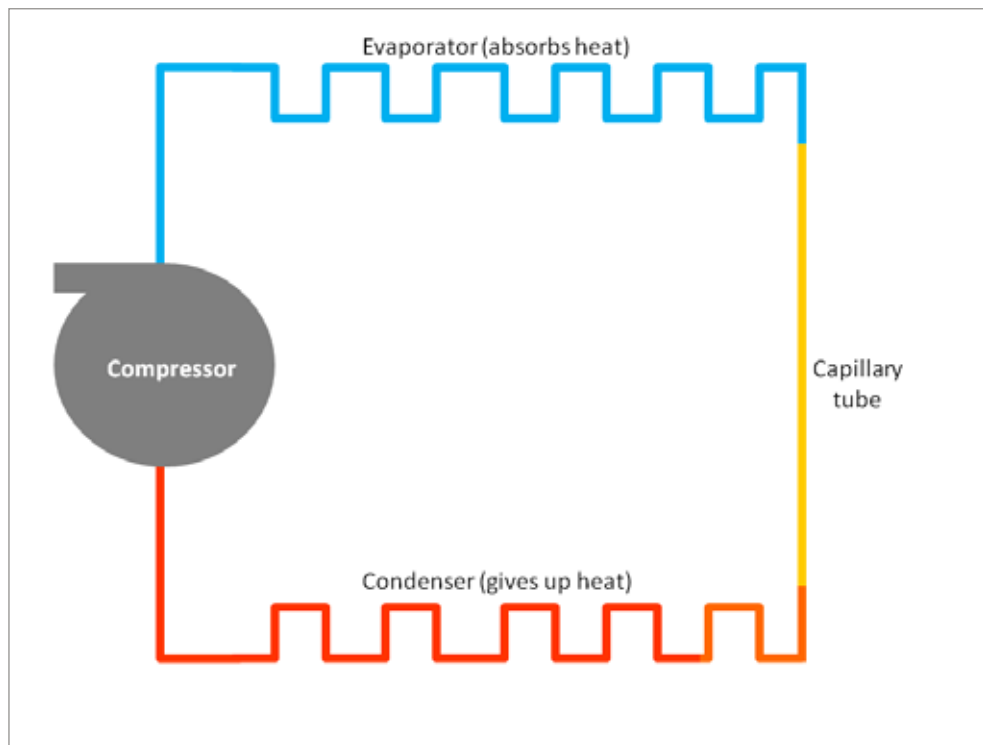 Evaporator (absorbs heat)
Compressor
Capillary
tube
Condenser (gives up heat)